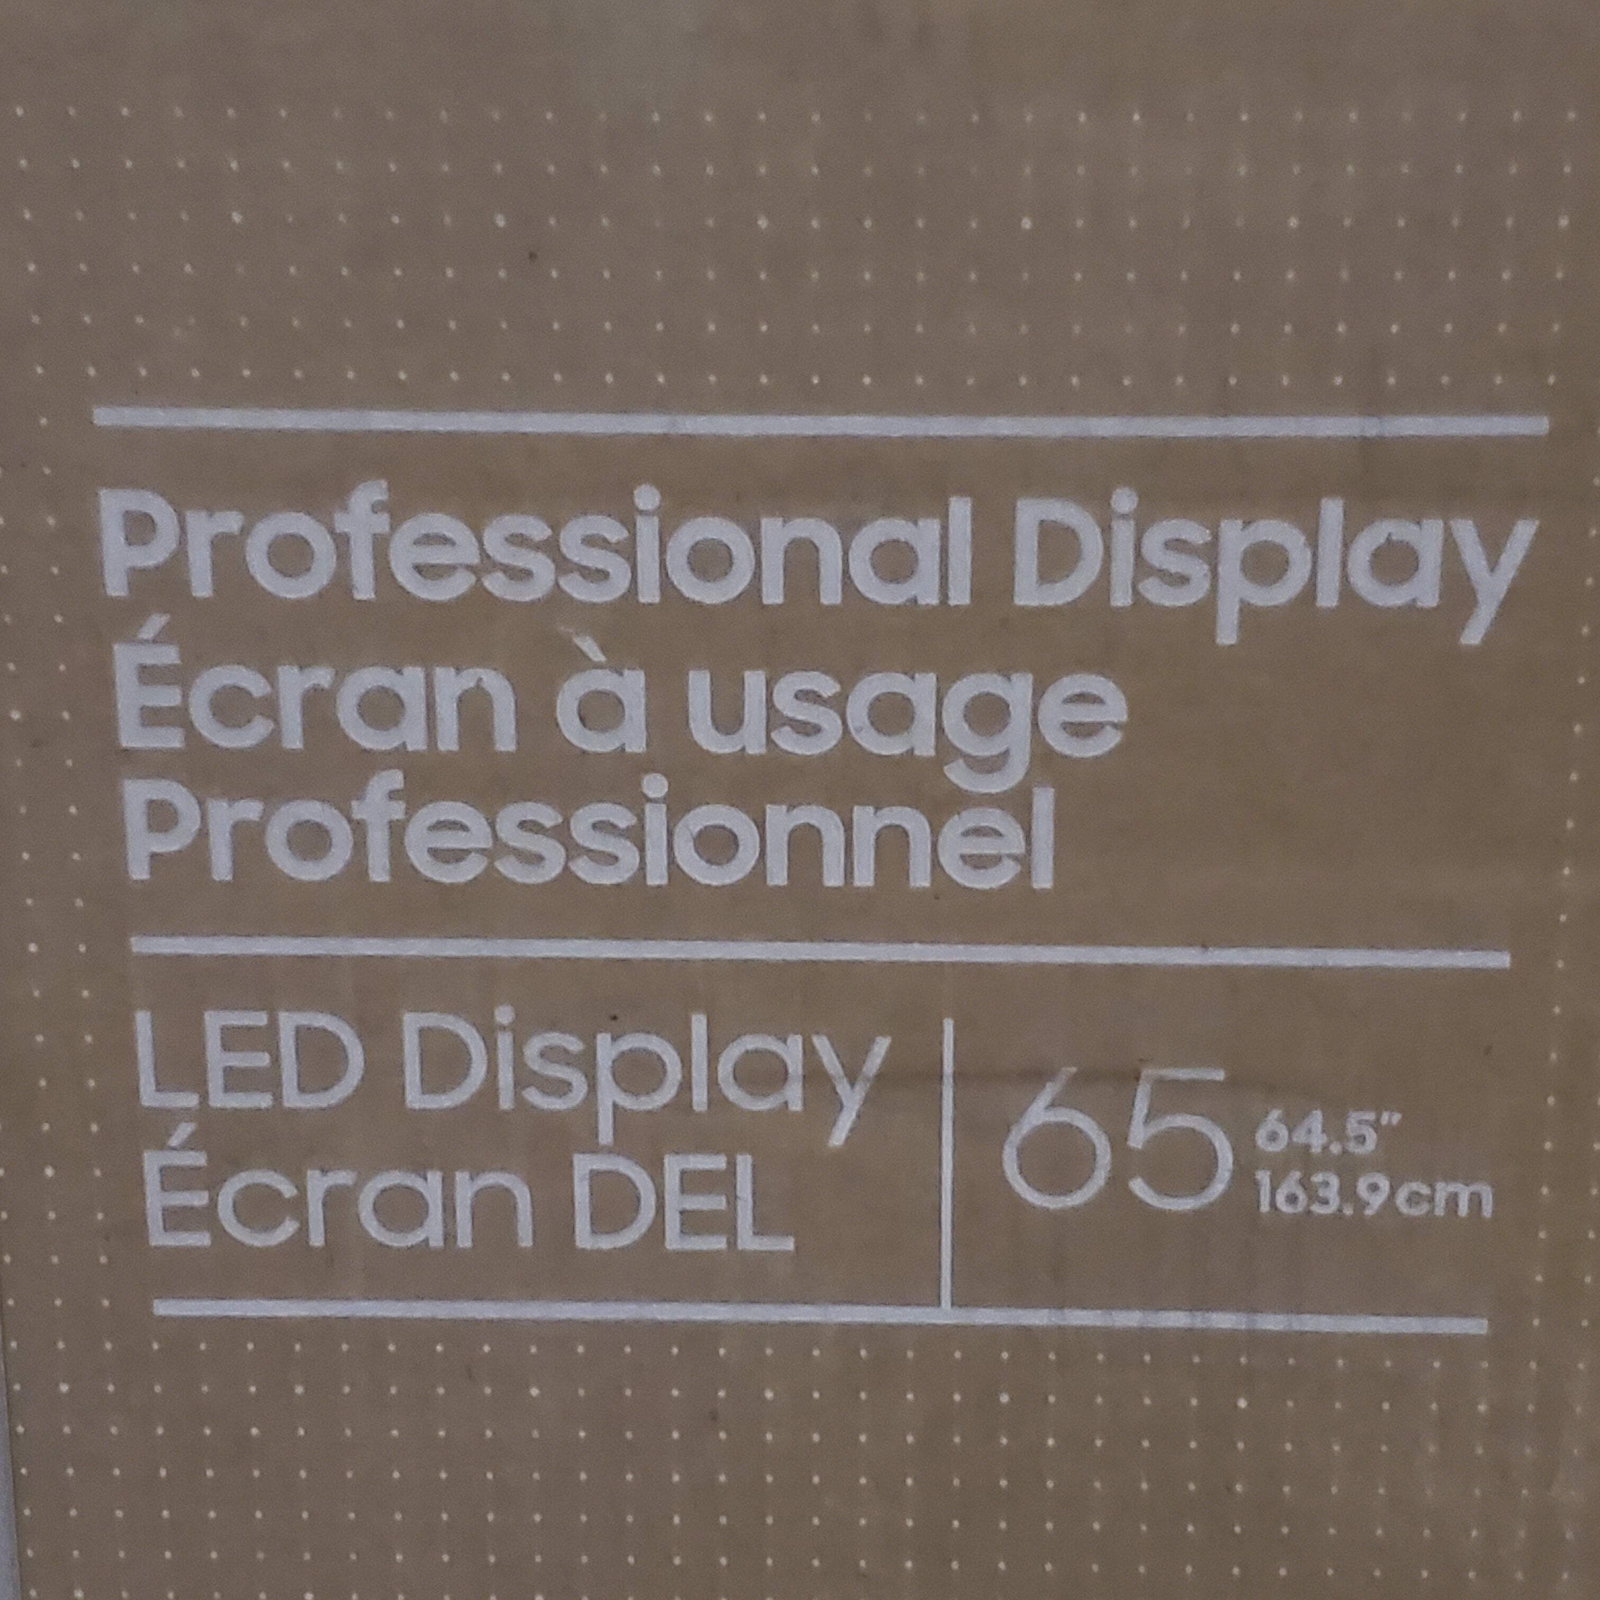 Professional Display
Écran à usage
Professionnel
LED Display
Écran DEL
65
64.5"
163.9cm